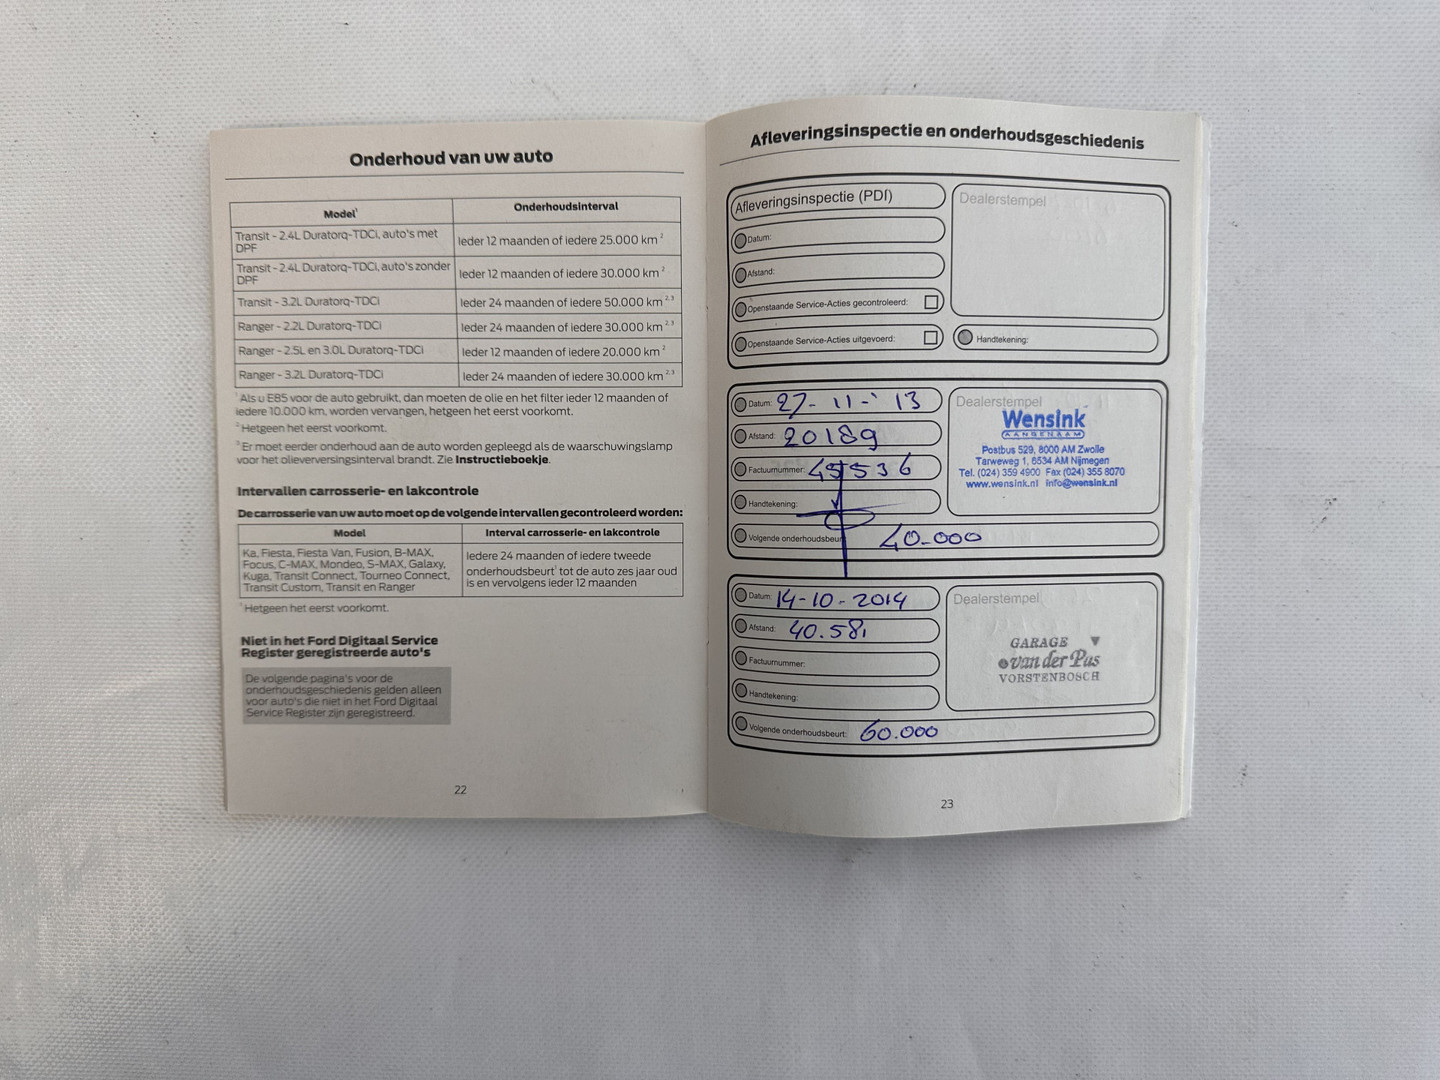 Onderhoud van uw auto
Model¹ Onderhoudsinterval
Transit - 2.4L Duratorq-TDCi, auto's met DPF Ieder 12 maanden of iedere 25.000 km ²
Transit - 2.4L Duratorq-TDCi, auto's zonder DPF Ieder 12 maanden of iedere 30.000 km ²
Transit - 3.2L Duratorq-TDCi Ieder 24 maanden of iedere 50.000 km ²,³
Ranger - 2.2L Duratorq-TDCi Ieder 24 maanden of iedere 30.000 km ²,³
Ranger - 2.5L en 3.0L Duratorq-TDCi Ieder 12 maanden of iedere 20.000 km ²
Ranger - 3.2L Duratorq-TDCi Ieder 24 maanden of iedere 30.000 km ²,³
¹ Als u E85 voor de auto gebruikt, dan moeten de olie en het filter ieder 12 maanden of
iedere 10.000 km, worden vervangen, hetgeen het eerst voorkomt.
² Hetgeen het eerst voorkomt.
³ Er moet eerder onderhoud aan de auto worden gepleegd als de waarschuwingslamp
voor het olieverversingsinterval brandt. Zie Instructieboekje.
Intervallen carrosserie- en lakcontrole
De carrosserie van uw auto moet op de volgende intervallen gecontroleerd worden:
Model Interval carrosserie- en lakcontrole
Ka, Fiesta, Fiesta Van, Fusion, B-MAX,
Focus, C-MAX, Mondeo, S-MAX, Galaxy,
Kuga, Transit Connect, Tourneo Connect,
Transit Custom, Transit en Ranger
Iedere 24 maanden of iedere tweede
onderhoudsbeurt¹ tot de auto zes jaar oud
is en vervolgens ieder 12 maanden
¹ Hetgeen het eerst voorkomt.
Niet in het Ford Digitaal Service
Register geregistreerde auto's
De volgende pagina's voor de
onderhoudsgeschiedenis gelden alleen
voor auto's die niet in het Ford Digitaal
Service Register zijn geregistreerd.
22
Afleveringsinspectie en onderhoudsgeschiedenis
Afleveringsinspectie (PDI)
Datum:
Afstand:
Openstaande Service-Acties gecontroleerd:
Openstaande Service-Acties uitgevoerd:
Dealerstempel
Handtekening:
Datum: 27-11-'13
Afstand: 20189
Factuurnummer: 45536
Handtekening:
Volgende onderhoudsbeurt 40.000
Dealerstempel
Wensink
AANGENAAM
Postbus 529, 8000 AM Zwolle
Tarweweg 1, 6534 AM Nijmegen
Tel. (024) 359 4900 Fax (024) 355 8070
www.wensink.nl info@wensink.nl
Datum: 14-10-2014
Afstand: 40.581
Factuurnummer:
Handtekening:
Volgende onderhoudsbeurt: 60.000
Dealerstempel
GARAGE
van der Pas
VORSTENBOSCH
23